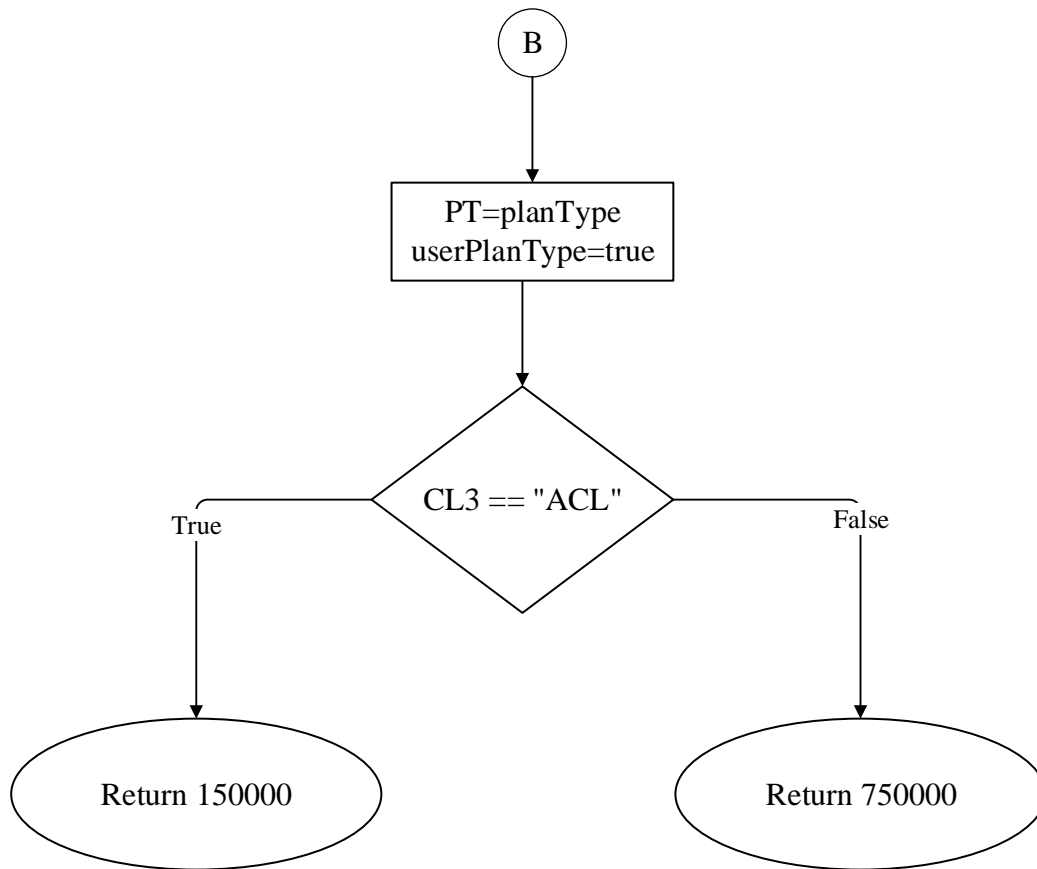 B
PT=planType
userPlanType=true
CL3 == "ACL"
True
False
Return 150000
Return 750000